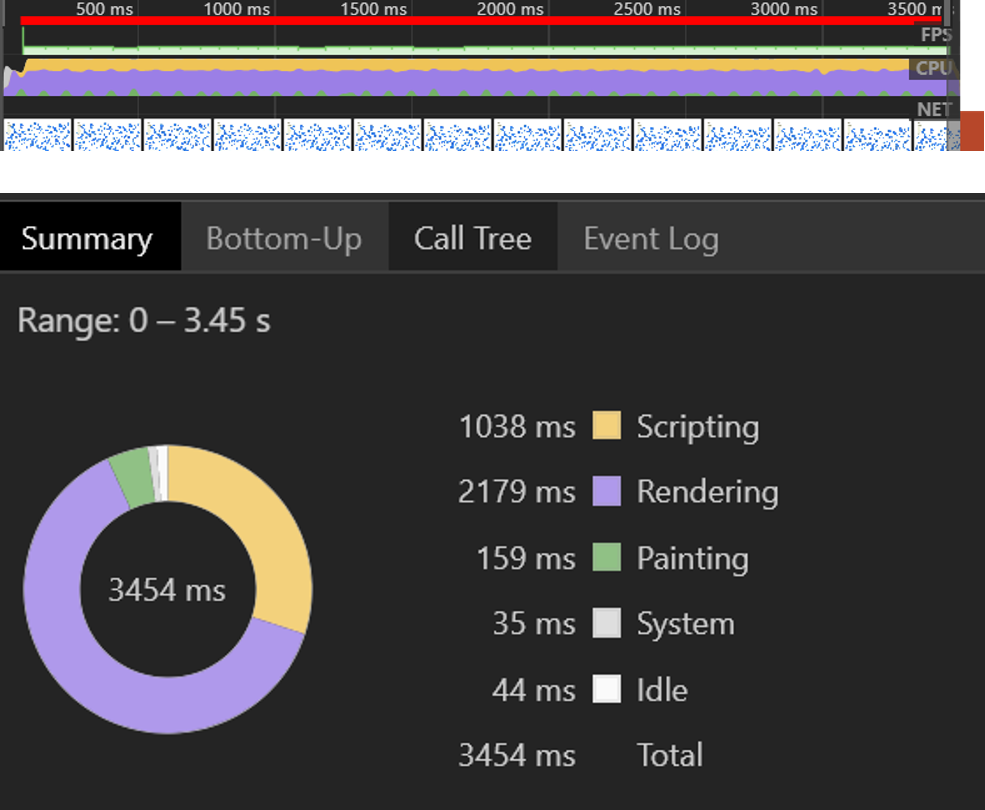 500 ms 1000 ms 1500 ms 2000 ms 2500 ms 3000 ms 3500 m
FPS
CPU
NET
Summary Bottom-Up Call Tree Event Log
Range: 0 – 3.45 s
1038 ms Scripting
2179 ms Rendering
3454 ms
159 ms Painting
35 ms System
44 ms Idle
3454 ms Total